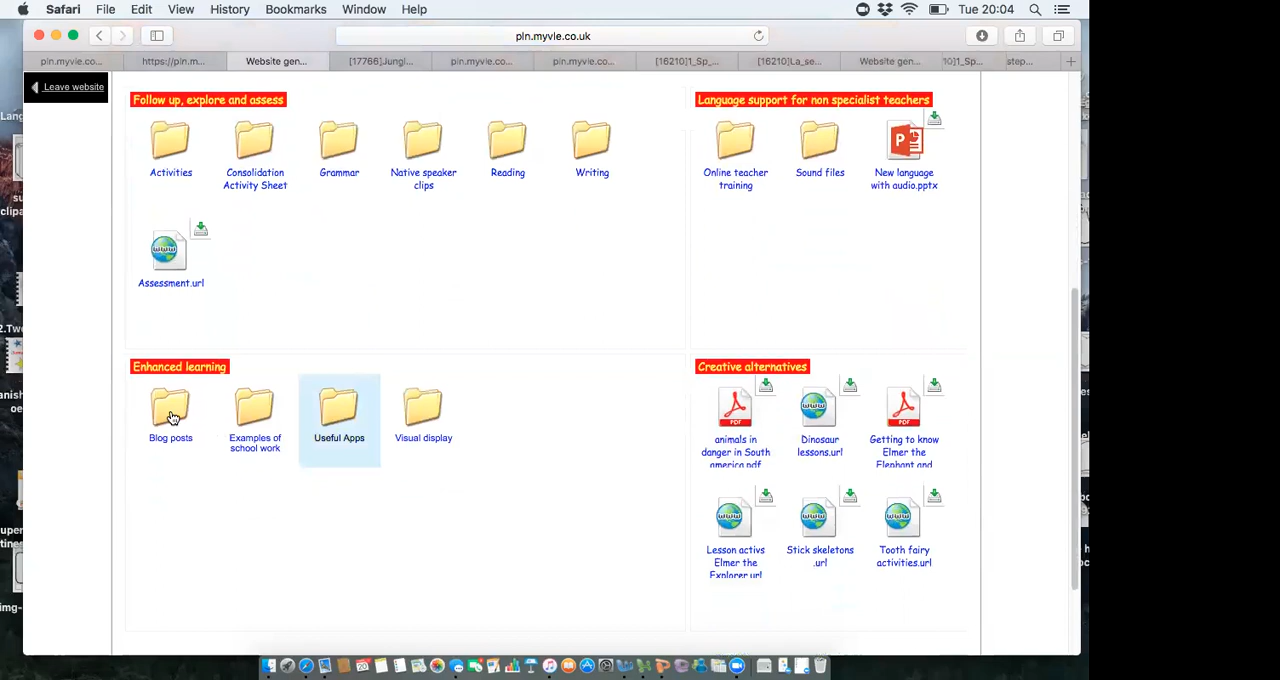 Safari File Edit View History Bookmarks Window Help Tue 20:04
pln.myvle.co.uk
pln.myvle.co... https://pln.m... Website gen... [17766]Jungl... pln.myvle.co... pln.myvle.co... [16210]1_Sp_... [16210]La_se... Website gen... 10]1_Sp... step...
Leave website
Follow up, explore and assess
Language support for non specialist teachers
Activities
Consolidation
Activity Sheet
Grammar
Native speaker
clips
Reading
Writing
Online teacher
training
Sound files
New language
with audio.pptx
Assessment.url
Enhanced learning
Creative alternatives
Blog posts
Examples of
school work
Useful Apps
Visual display
animals in
danger in South
america.pdf
Dinosaur
lessons.url
Getting to know
Elmer the
Elephant and
Lesson activs
Elmer the
Explorer.url
Stick skeletons
.url
Tooth fairy
activities.url